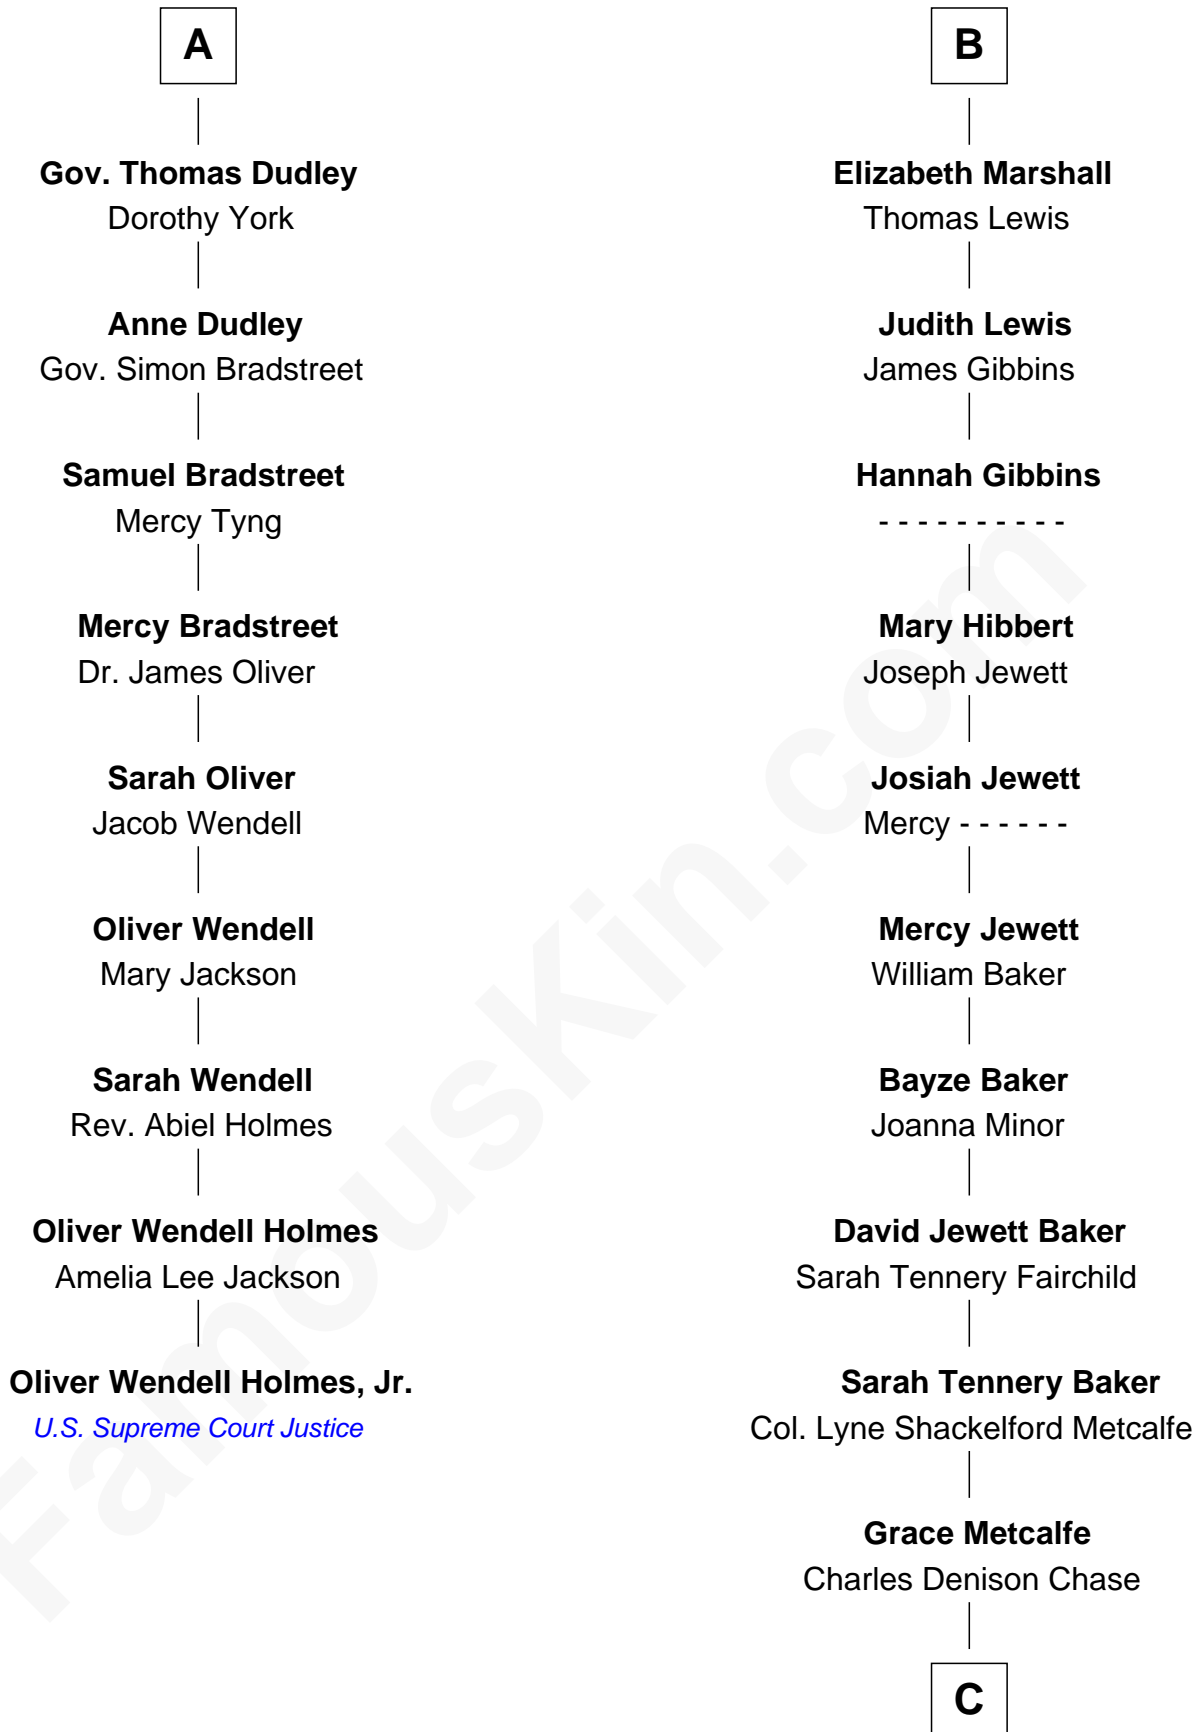 A
Gov. Thomas Dudley
Dorothy York
Anne Dudley
Gov. Simon Bradstreet
Samuel Bradstreet
Mercy Tyng
Mercy Bradstreet
Dr. James Oliver
Sarah Oliver
Jacob Wendell
Oliver Wendell
Mary Jackson
Sarah Wendell
Rev. Abiel Holmes
Oliver Wendell Holmes
Amelia Lee Jackson
Oliver Wendell Holmes, Jr.
U.S. Supreme Court Justice
B
Elizabeth Marshall
Thomas Lewis
Judith Lewis
James Gibbins
Hannah Gibbins
- - - - - - - - - -
Mary Hibbert
Joseph Jewett
Josiah Jewett
Mercy - - - - - -
Mercy Jewett
William Baker
Bayze Baker
Joanna Minor
David Jewett Baker
Sarah Tennery Fairchild
Sarah Tennery Baker
Col. Lyne Shackelford Metcalfe
Grace Metcalfe
Charles Denison Chase
C
FamousKin.com